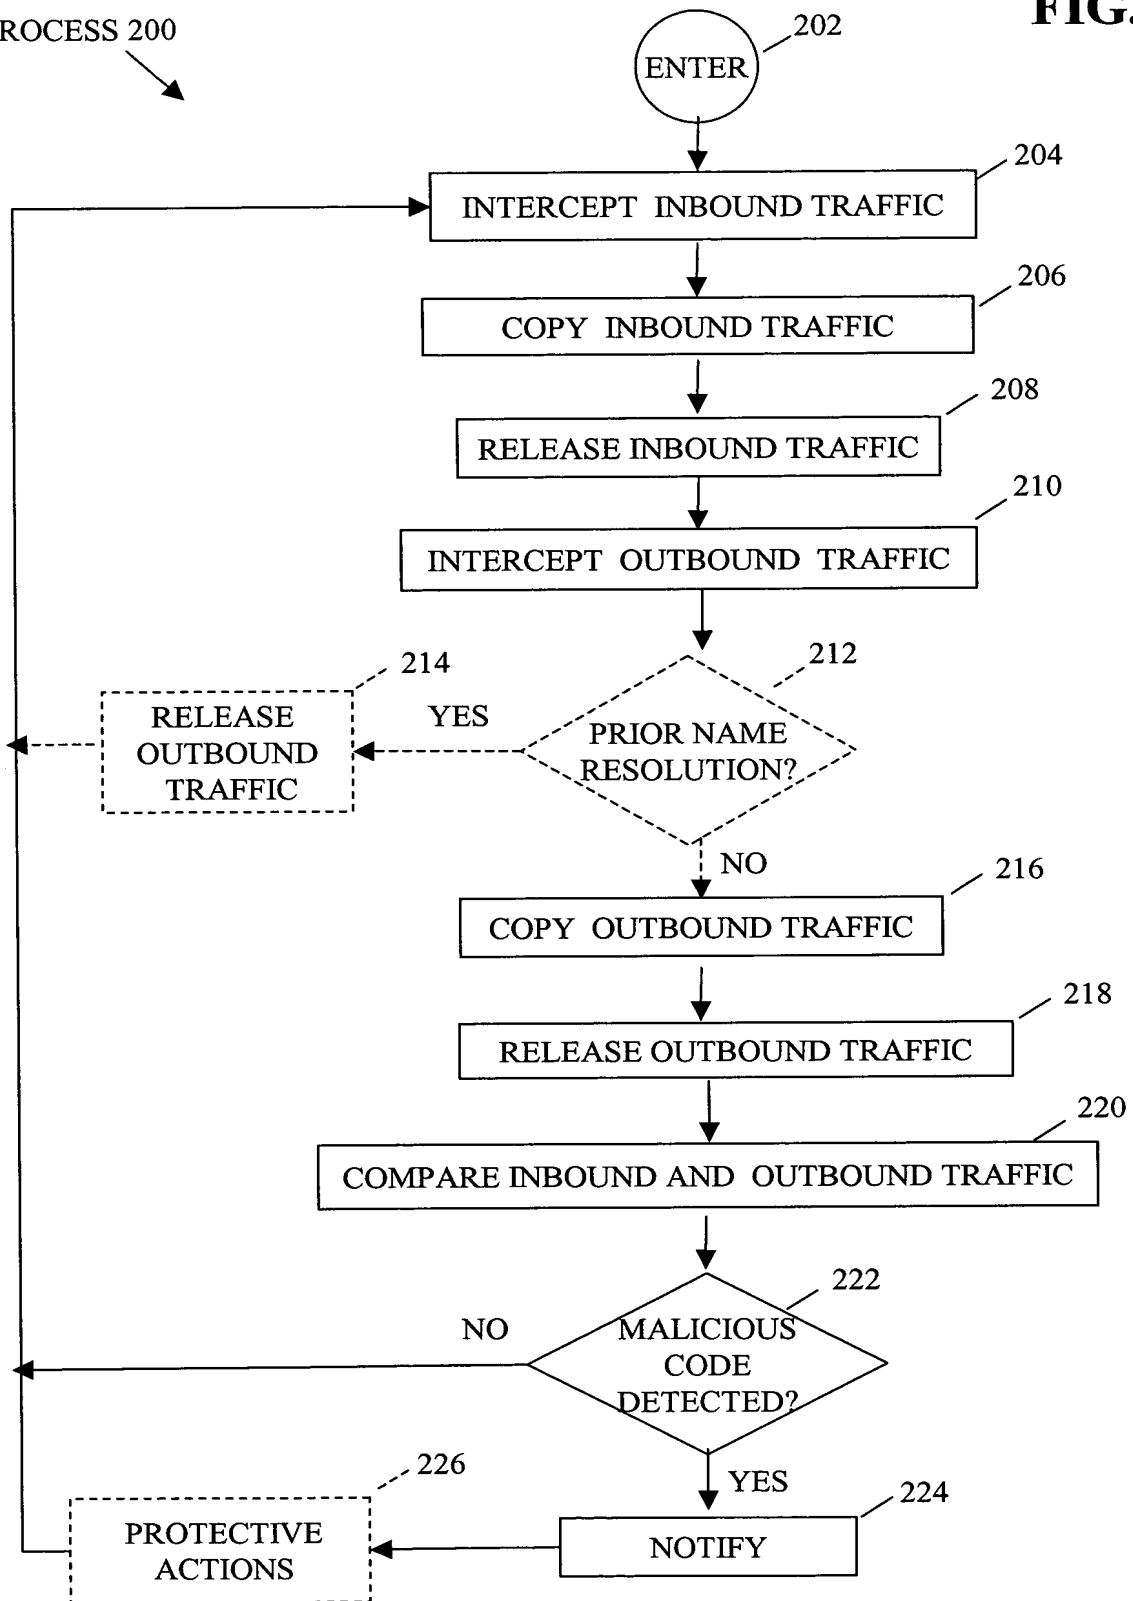 ROCESS 200
FIG.
202
ENTER
204
INTERCEPT INBOUND TRAFFIC
206
COPY INBOUND TRAFFIC
208
RELEASE INBOUND TRAFFIC
210
INTERCEPT OUTBOUND TRAFFIC
212
214
YES
RELEASE
OUTBOUND
TRAFFIC
PRIOR NAME
RESOLUTION?
NO
216
COPY OUTBOUND TRAFFIC
218
RELEASE OUTBOUND TRAFFIC
220
COMPARE INBOUND AND OUTBOUND TRAFFIC
222
NO
MALICIOUS
CODE
DETECTED?
YES
224
NOTIFY
226
PROTECTIVE
ACTIONS